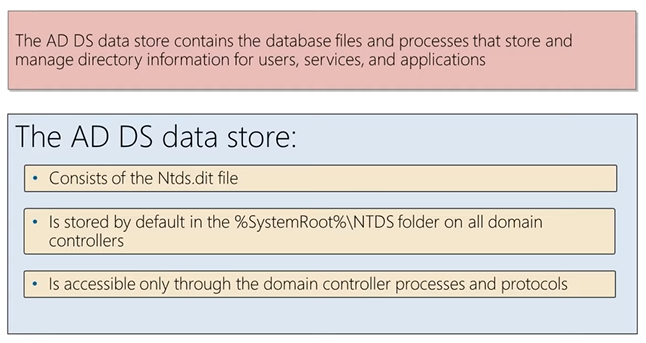 The AD DS data store contains the database files and processes that store and
manage directory information for users, services, and applications
The AD DS data store:
• Consists of the Ntds.dit file
• Is stored by default in the %SystemRoot%\NTDS folder on all domain
controllers
• Is accessible only through the domain controller processes and protocols